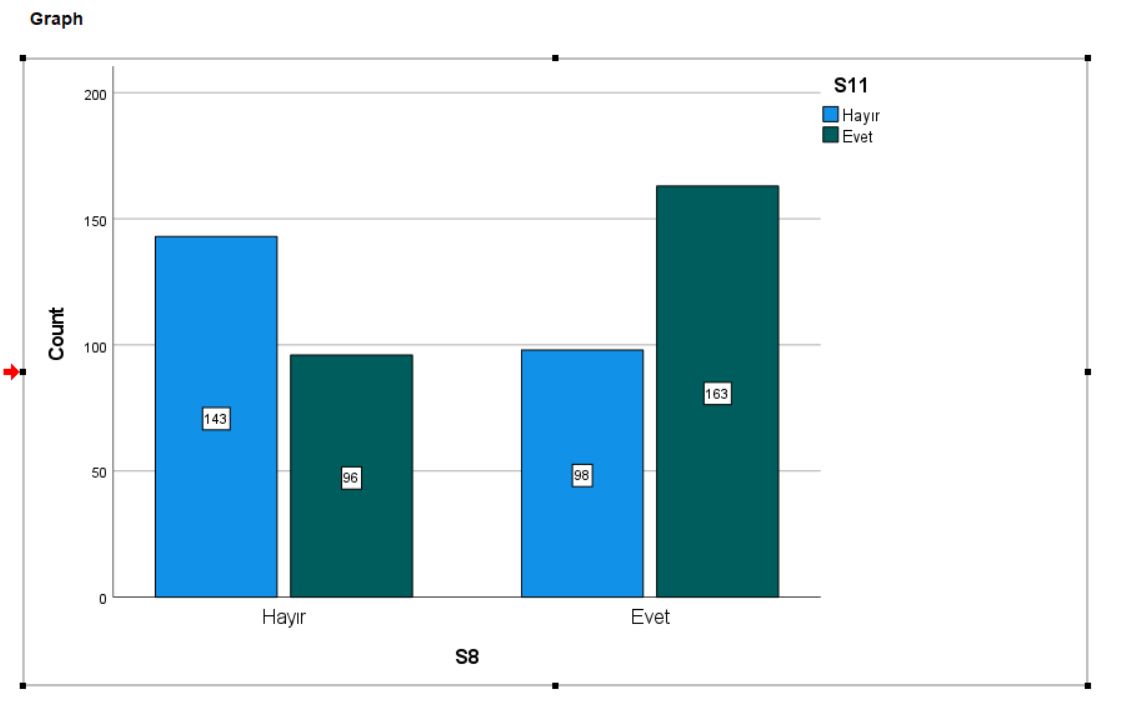 Graph
S11
Hayır
Evet
200
150
100
50
0
Count
143
96
98
163
Hayır
Evet
S8